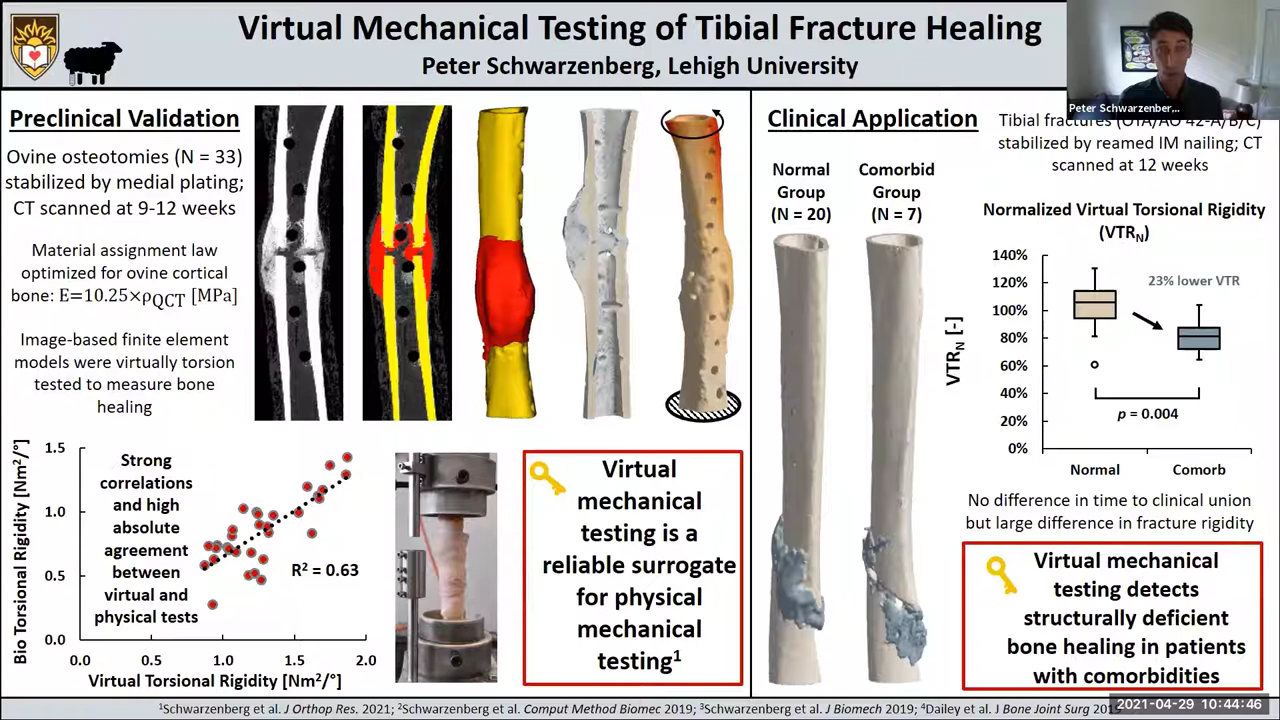 Virtual Mechanical Testing of Tibial Fracture Healing
Peter Schwarzenberg, Lehigh University
Peter Schwarzenber...
Preclinical Validation
Ovine osteotomies (N = 33)
stabilized by medial plating;
CT scanned at 9-12 weeks
Material assignment law
optimized for ovine cortical
bone: E=10.25×ρQCT [MPa]
Image-based finite element
models were virtually torsion
tested to measure bone
healing
Bio Torsional Rigidity [Nm²/°]
1.5
1.0
0.5
0.0
Strong
correlations
and high
absolute
agreement
between
virtual and
physical tests
R² = 0.63
0.0 0.5 1.0 1.5 2.0
Virtual Torsional Rigidity [Nm²/°]
Virtual
mechanical
testing is a
reliable surrogate
for physical
mechanical
testing¹
Clinical Application
Normal
Group
(N = 20)
Comorbid
Group
(N = 7)
Tibial fractures (OTA/AO 42-A/B/C)
stabilized by reamed IM nailing; CT
scanned at 12 weeks
Normalized Virtual Torsional Rigidity
(VTRN)
VTRN [-]
140%
120%
100%
80%
60%
40%
20%
0%
23% lower VTR
p = 0.004
Normal Comorb
No difference in time to clinical union
but large difference in fracture rigidity
Virtual mechanical
testing detects
structurally deficient
bone healing in patients
with comorbidities
¹Schwarzenberg et al. J Orthop Res. 2021; ²Schwarzenberg et al. Comput Method Biomec 2019; ³Schwarzenberg et al. J Biomech 2019; ⁴Dailey et al. J Bone Joint Surg
2021-04-29 10:44:46